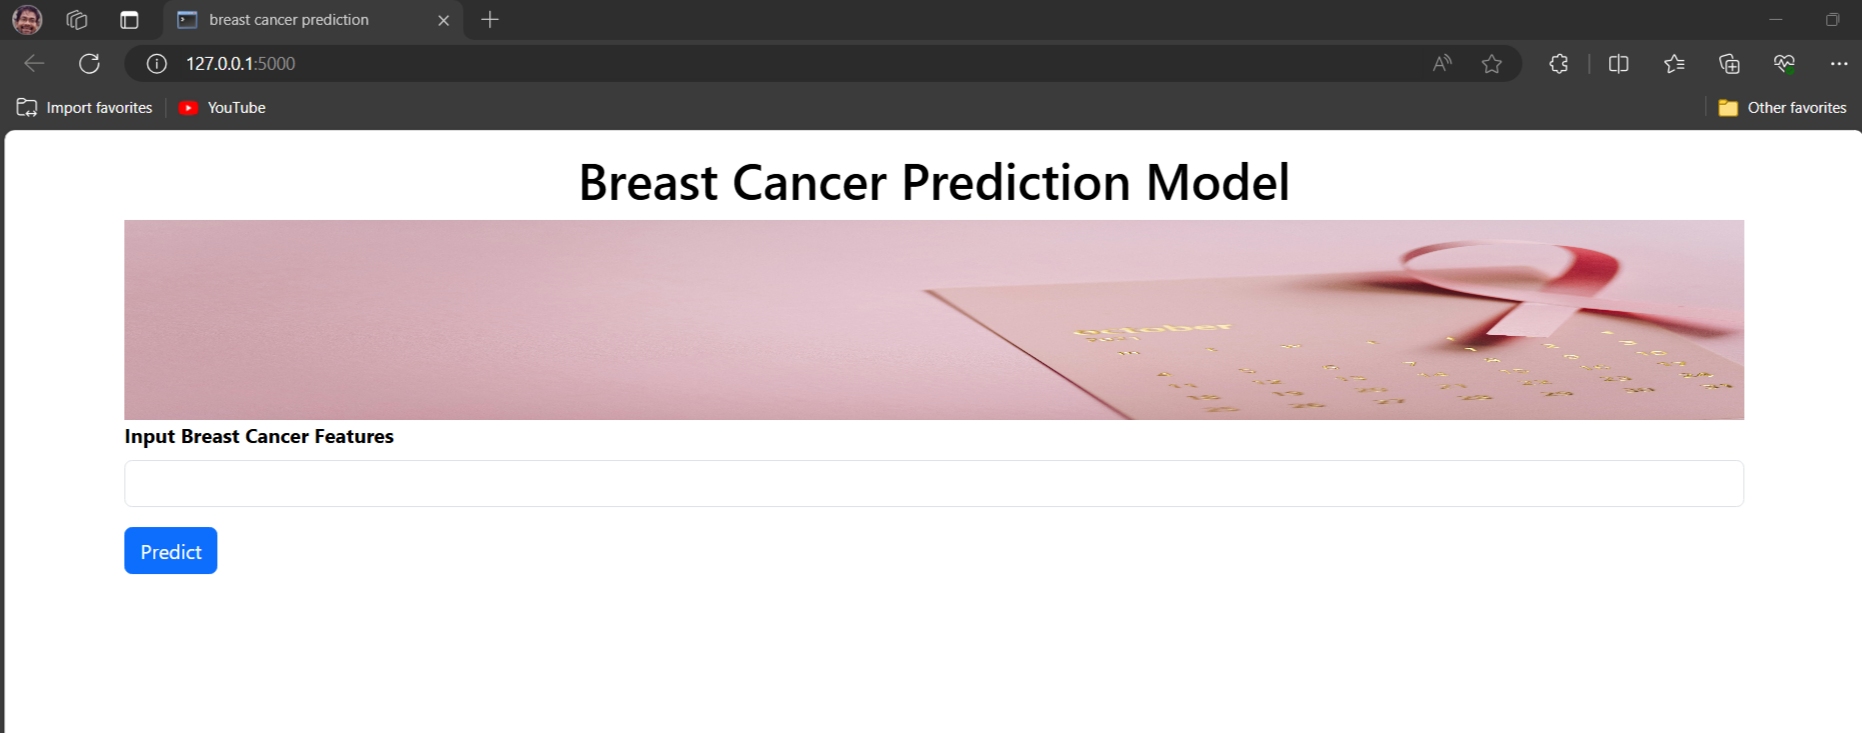 breast cancer prediction
127.0.0.1:5000
Import favorites
YouTube
Other favorites
Breast Cancer Prediction Model
october
Input Breast Cancer Features
Predict